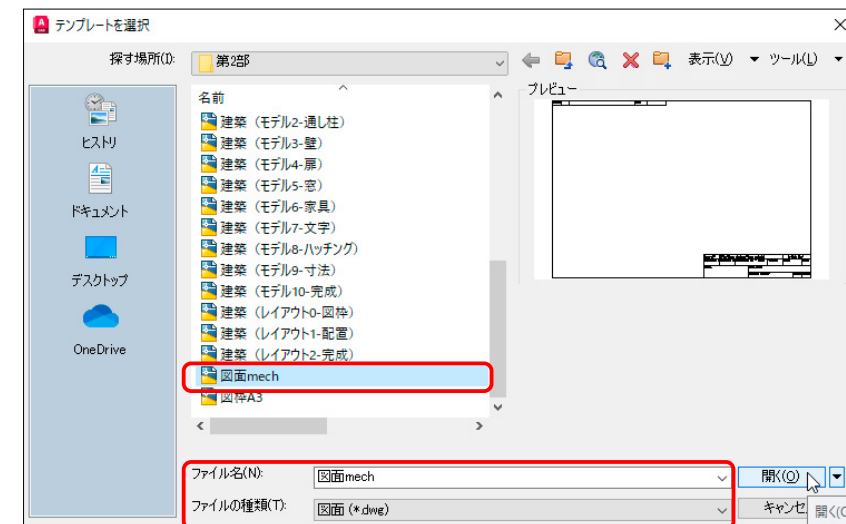 テンプレートを選択
探す場所(I):
第2部
表示(V)
ツール(L)
ヒストリ
ドキュメント
デスクトップ
OneDrive
名前
建築（モデル2-通し柱）
建築（モデル3-壁）
建築（モデル4-扉）
建築（モデル5-窓）
建築（モデル6-家具）
建築（モデル7-文字）
建築（モデル8-ハッチング）
建築（モデル9-寸法）
建築（モデル10-完成）
建築（レイアウト0-図枠）
建築（レイアウト1-配置）
建築（レイアウト2-完成）
図面mech
図枠A3
プレビュー
ファイル名(N):
図面mech
開く(O)
ファイルの種類(T):
図面 (*.dwg)
キャンセ
開く(O